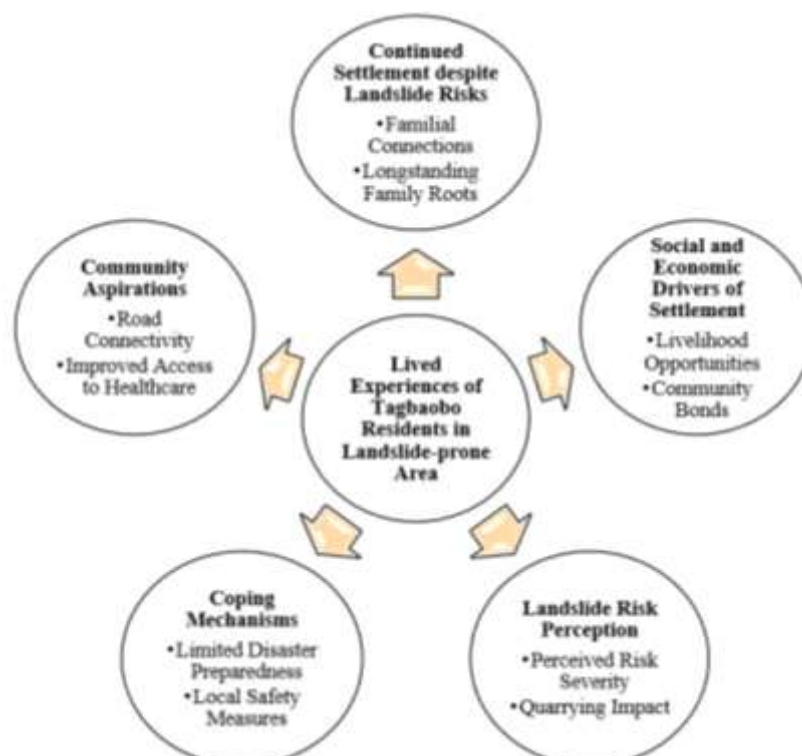 Continued
Settlement despite
Landslide Risks
•Familial
Connections
•Longstanding
Family Roots
Community
Aspirations
•Road
Connectivity
•Improved Access
to Healthcare
Social and
Economic
Drivers of
Settlement
•Livelihood
Opportunities
•Community
Bonds
Lived
Experiences of
Tagbaobo
Residents in
Landslide-prone
Area
Coping
Mechanisms
•Limited Disaster
Preparedness
•Local Safety
Measures
Landslide Risk
Perception
•Perceived Risk
Severity
•Quarrying Impact